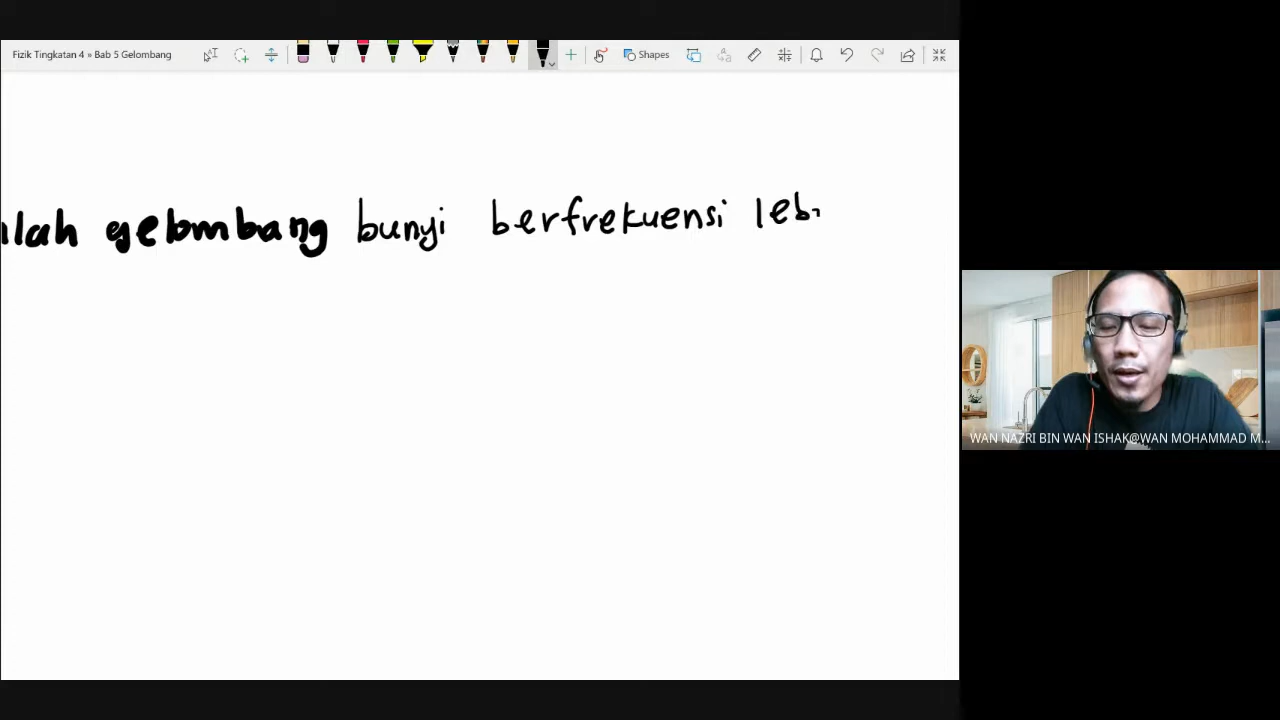 Fizik Tingkatan 4 » Bab 5 Gelombang
Shapes
alah gelombang bunyi berfrekuensi leb
WAN NAZRI BIN WAN ISHAK@WAN MOHAMMAD M...